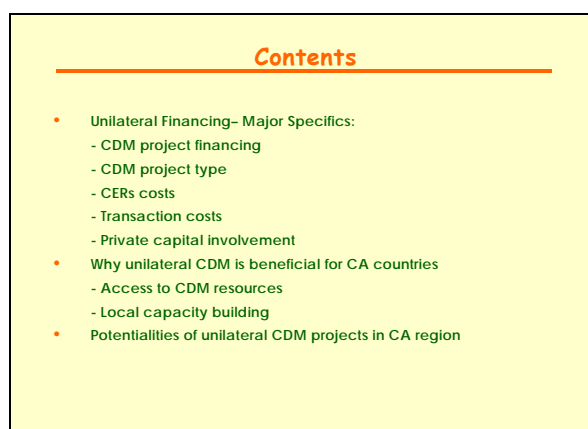 Contents
• Unilateral Financing– Major Specifics:
- CDM project financing
- CDM project type
- CERs costs
- Transaction costs
- Private capital involvement
• Why unilateral CDM is beneficial for CA countries
- Access to CDM resources
- Local capacity building
• Potentialities of unilateral CDM projects in CA region